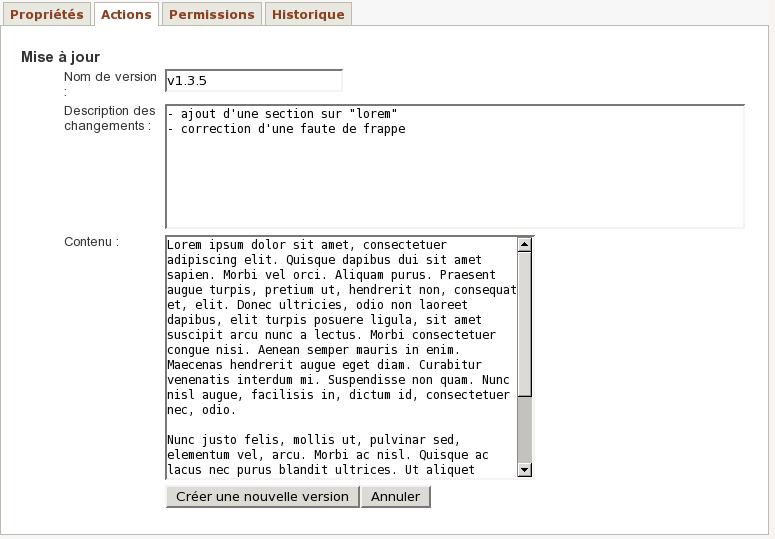 Propriétés Actions Permissions Historique
Mise à jour
Nom de version
:
v1.3.5
Description des
changements :
- ajout d'une section sur "lorem"
- correction d'une faute de frappe
Contenu :
Lorem ipsum dolor sit amet, consectetuer
adipiscing elit. Quisque dapibus dui sit amet
sapien. Morbi vel orci. Aliquam purus. Praesent
augue turpis, pretium ut, hendrerit non, consequat
et, elit. Donec ultricies, odio non laoreet
dapibus, elit turpis posuere ligula, sit amet
suscipit arcu nunc a lectus. Morbi consectetuer
congue nisi. Aenean semper mauris in enim.
Maecenas hendrerit augue eget diam. Curabitur
venenatis interdum mi. Suspendisse non quam. Nunc
nisl augue, facilisis in, dictum id, consectetuer
nec, odio.
Nunc justo felis, mollis ut, pulvinar sed,
elementum vel, arcu. Morbi ac nisl. Quisque ac
lacus nec purus blandit ultrices. Ut aliquet
Créer une nouvelle version Annuler